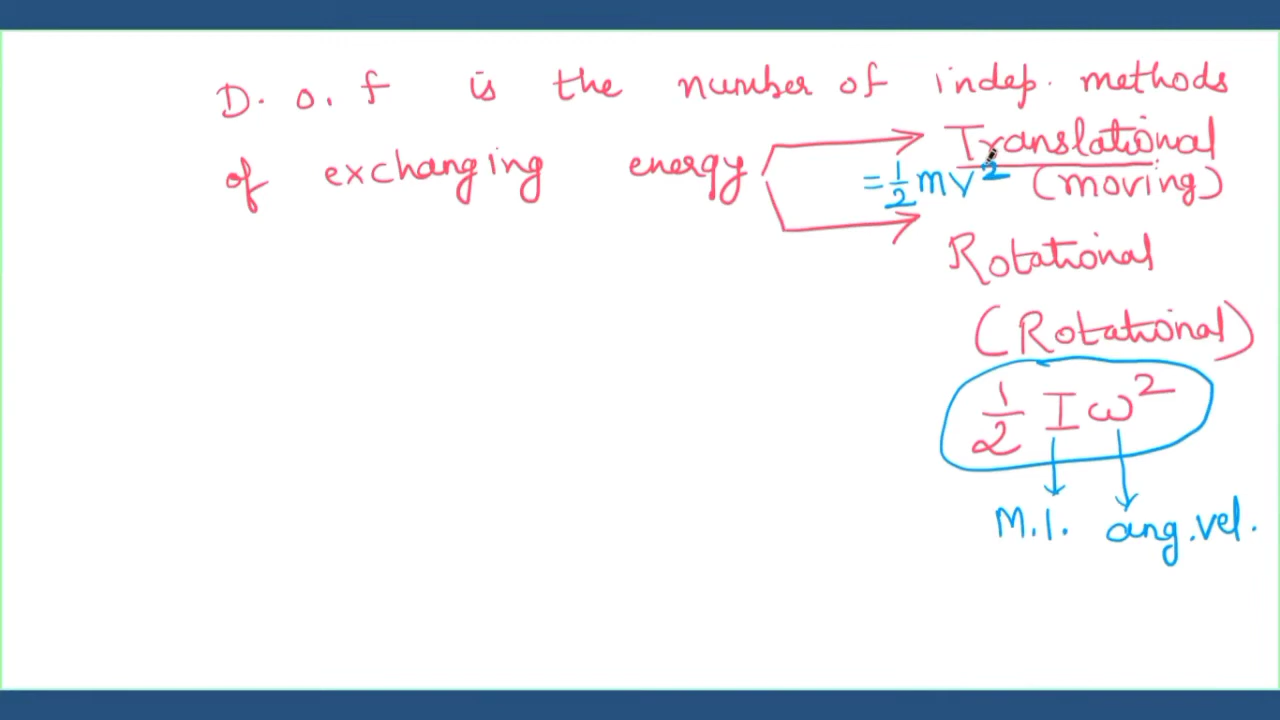 D. o. f is the number of indep. methods
of exchanging energy
Translational
= 1/2 mv² (moving)
Rotational
(Rotational)
1/2 I ω²
M.I. ang.vel.